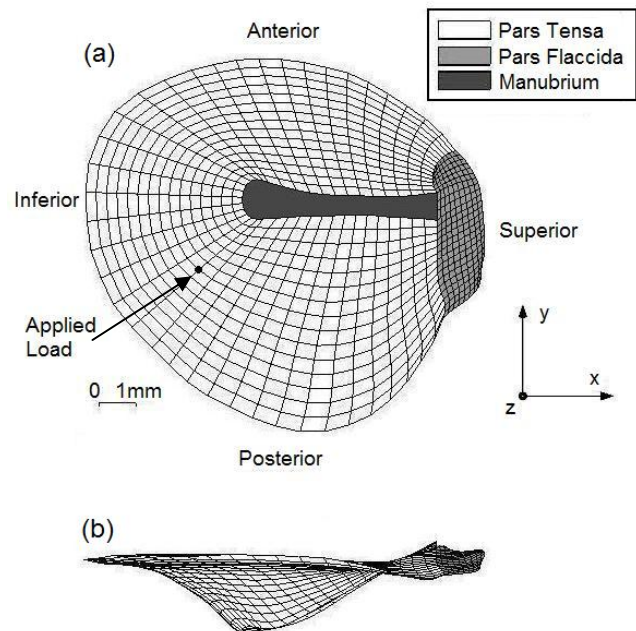 Anterior
(a)
Pars Tensa
Pars Flaccida
Manubrium
Inferior
Superior
Applied
Load
0 1mm
y
x
z
Posterior
(b)